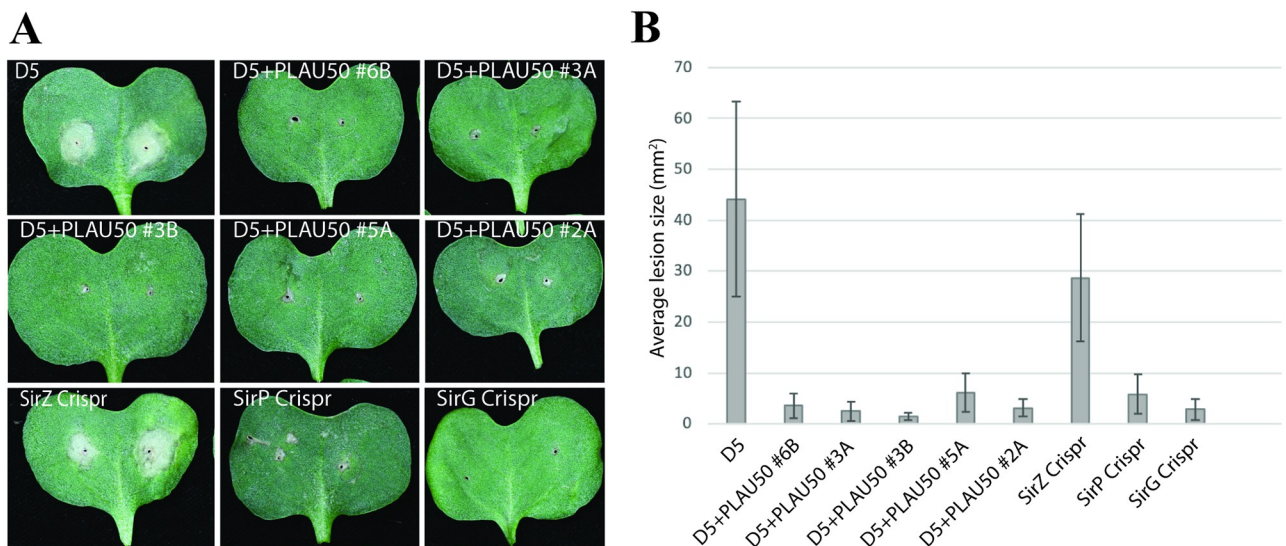 A
D5
D5+PLAU50 #6B
D5+PLAU50 #3A
D5+PLAU50 #3B
D5+PLAU50 #5A
D5+PLAU50 #2A
SirZ Crispr
SirP Crispr
SirG Crispr
B
Average lesion size (mm²)
70
60
50
40
30
20
10
0
D5
D5+PLAU50 #6B
D5+PLAU50 #3A
D5+PLAU50 #3B
D5+PLAU50 #5A
D5+PLAU50 #2A
SirZ Crispr
SirP Crispr
SirG Crispr